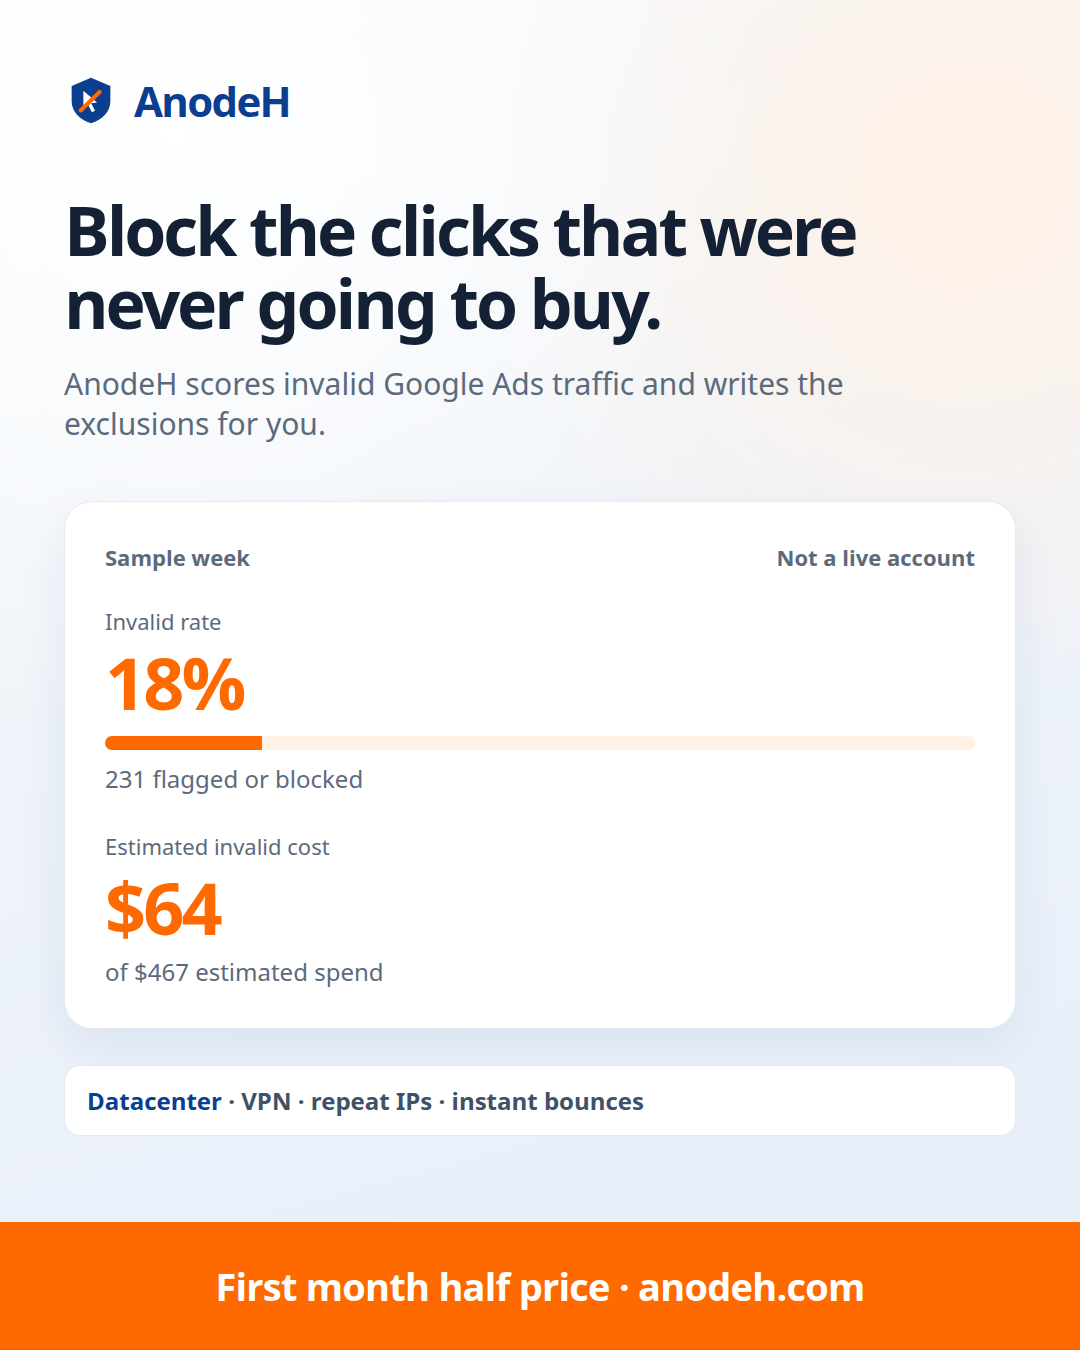 AnodeH
Block the clicks that were
never going to buy.
AnodeH scores invalid Google Ads traffic and writes the
exclusions for you.
Sample week
Not a live account
Invalid rate
18%
231 flagged or blocked
Estimated invalid cost
$64
of $467 estimated spend
Datacenter · VPN · repeat IPs · instant bounces
First month half price · anodeh.com